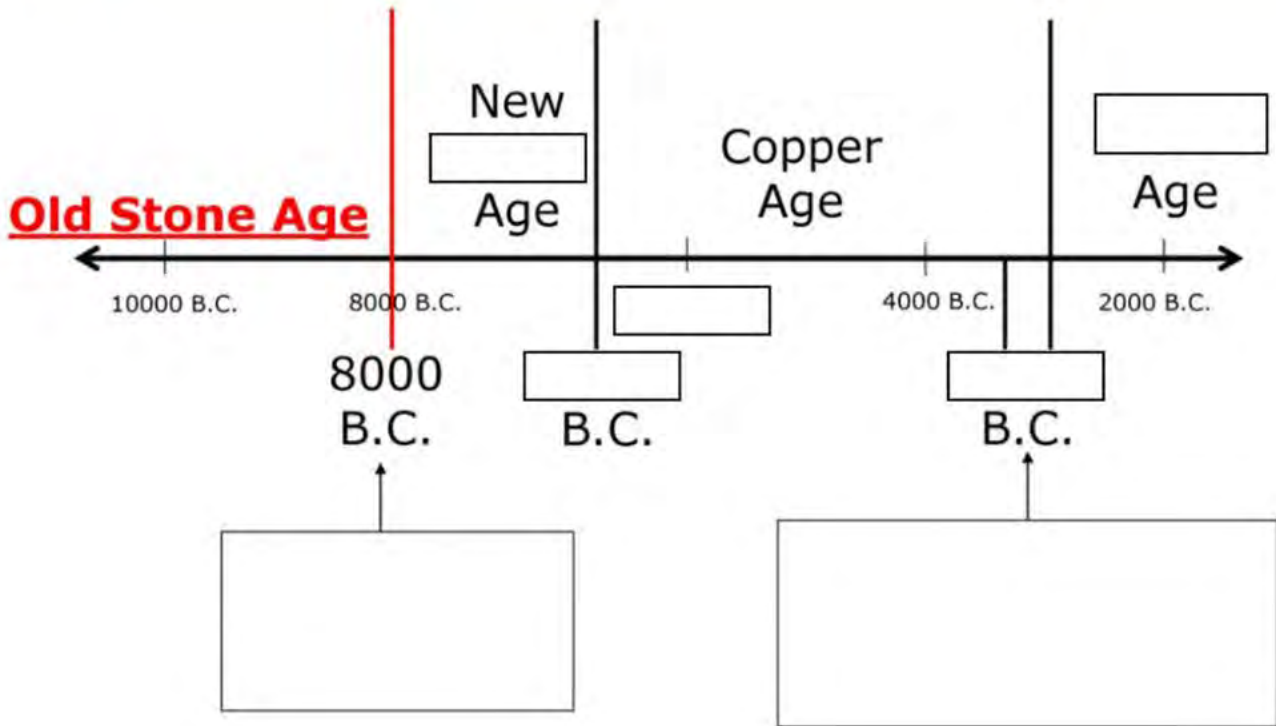 New
Age
Copper
Age
Age
Old Stone Age
10000 B.C.
8000 B.C.
4000 B.C.
2000 B.C.
8000
B.C.
B.C.
B.C.